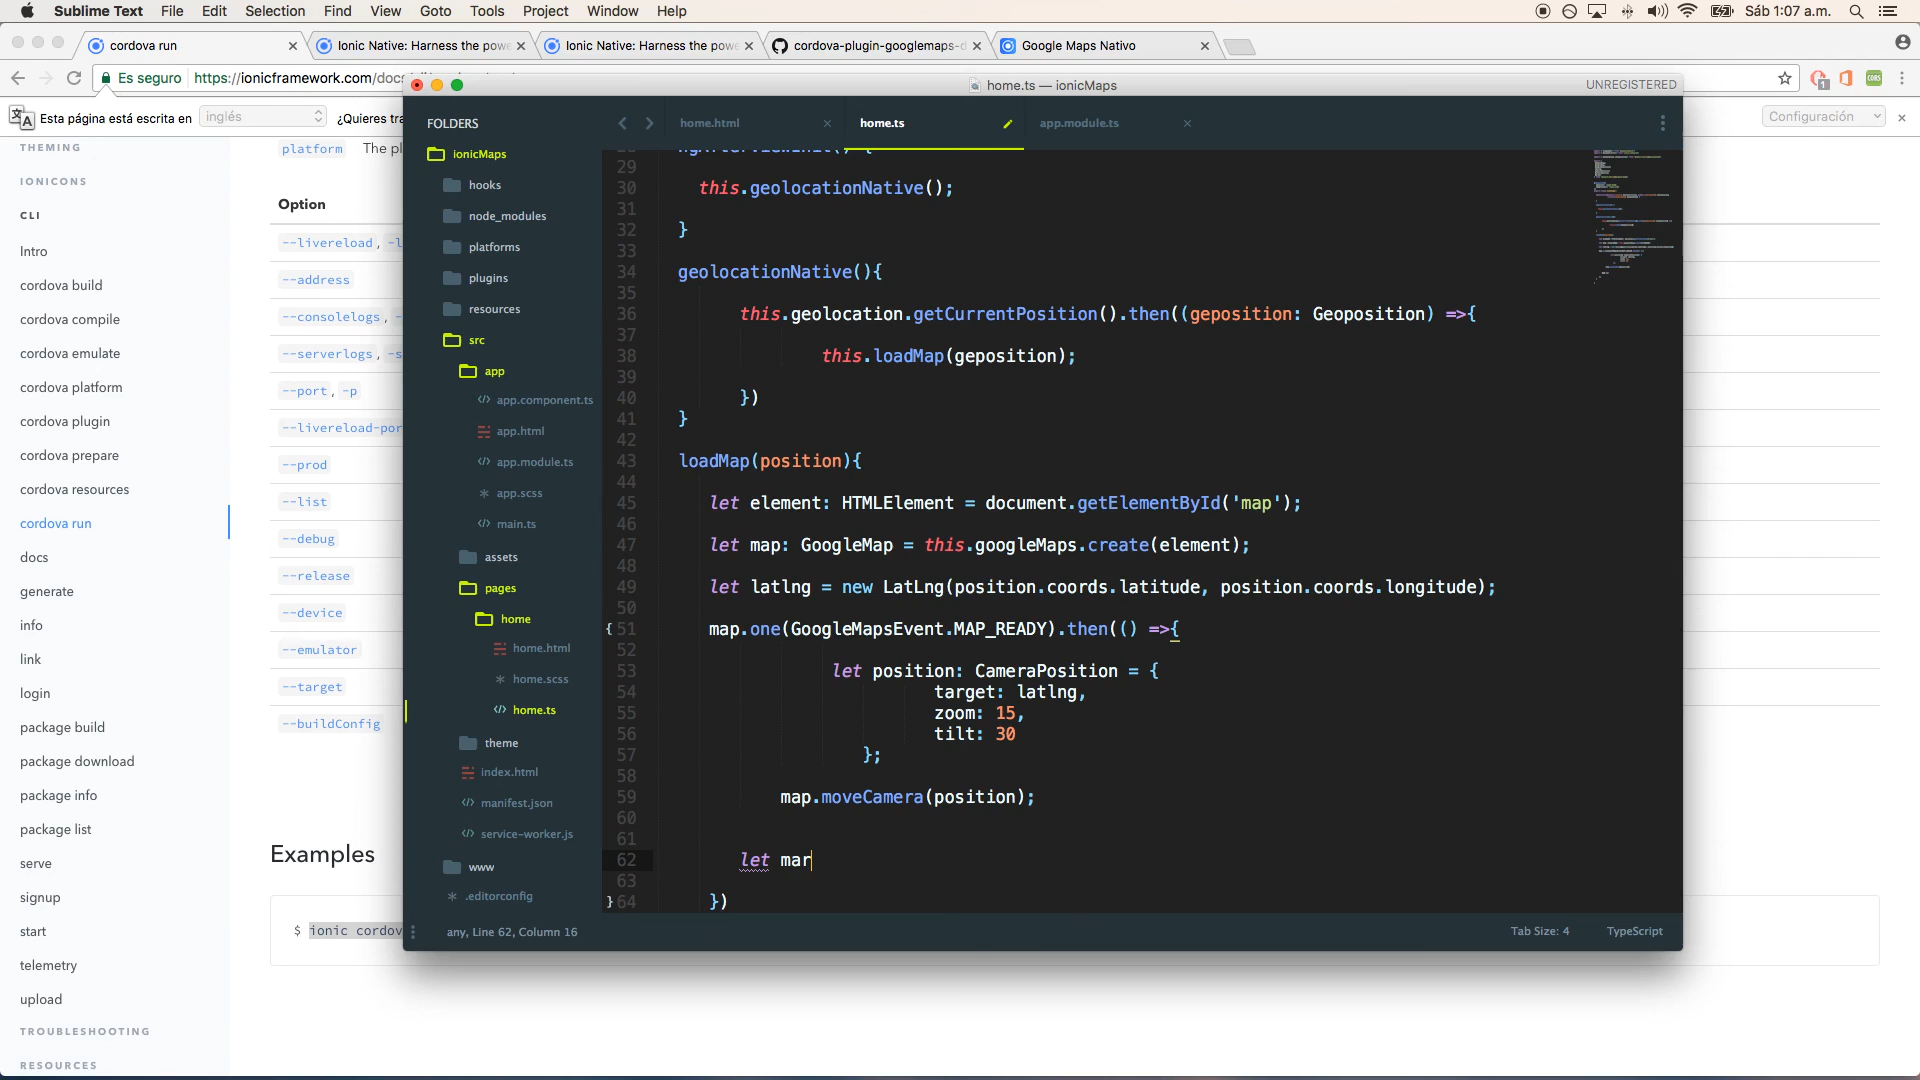 Sublime Text File Edit Selection Find View Goto Tools Project Window Help Sáb 1:07 a.m.
cordova run Ionic Native: Harness the powe Ionic Native: Harness the powe cordova-plugin-googlemaps-d Google Maps Nativo
Es seguro https://ionicframework.com/docs
Esta página está escrita en inglés ¿Quieres tra Configuración
home.ts — ionicMaps UNREGISTERED
THEMING
IONICONS
CLI
Intro
cordova build
cordova compile
cordova emulate
cordova platform
cordova plugin
cordova prepare
cordova resources
cordova run
docs
generate
info
link
login
package build
package download
package info
package list
serve
signup
start
telemetry
upload
TROUBLESHOOTING
RESOURCES
platform The pl
Option
--livereload, -l
--address
--consolelogs, -
--serverlogs, -s
--port, -p
--livereload-por
--prod
--list
--debug
--release
--device
--emulator
--target
--buildConfig
Examples
$ ionic cordov
FOLDERS
ionicMaps
hooks
node_modules
platforms
plugins
resources
src
app
app.component.ts
app.html
app.module.ts
app.scss
main.ts
assets
pages
home
home.html
home.scss
home.ts
theme
index.html
manifest.json
service-worker.js
www
.editorconfig
home.html home.ts app.module.ts
ngAfterViewInit() {
29
30 this.geolocationNative();
31
32 }
33
34 geolocationNative(){
35
36 this.geolocation.getCurrentPosition().then((geposition: Geoposition) =>{
37
38 this.loadMap(geposition);
39
40 })
41 }
42
43 loadMap(position){
44
45 let element: HTMLElement = document.getElementById('map');
46
47 let map: GoogleMap = this.googleMaps.create(element);
48
49 let latlng = new LatLng(position.coords.latitude, position.coords.longitude);
50
{ 51 map.one(GoogleMapsEvent.MAP_READY).then(() =>{
52
53 let position: CameraPosition = {
54 target: latlng,
55 zoom: 15,
56 tilt: 30
57 };
58
59 map.moveCamera(position);
60
61
62 let mar
63
} 64 })
any, Line 62, Column 16 Tab Size: 4 TypeScript